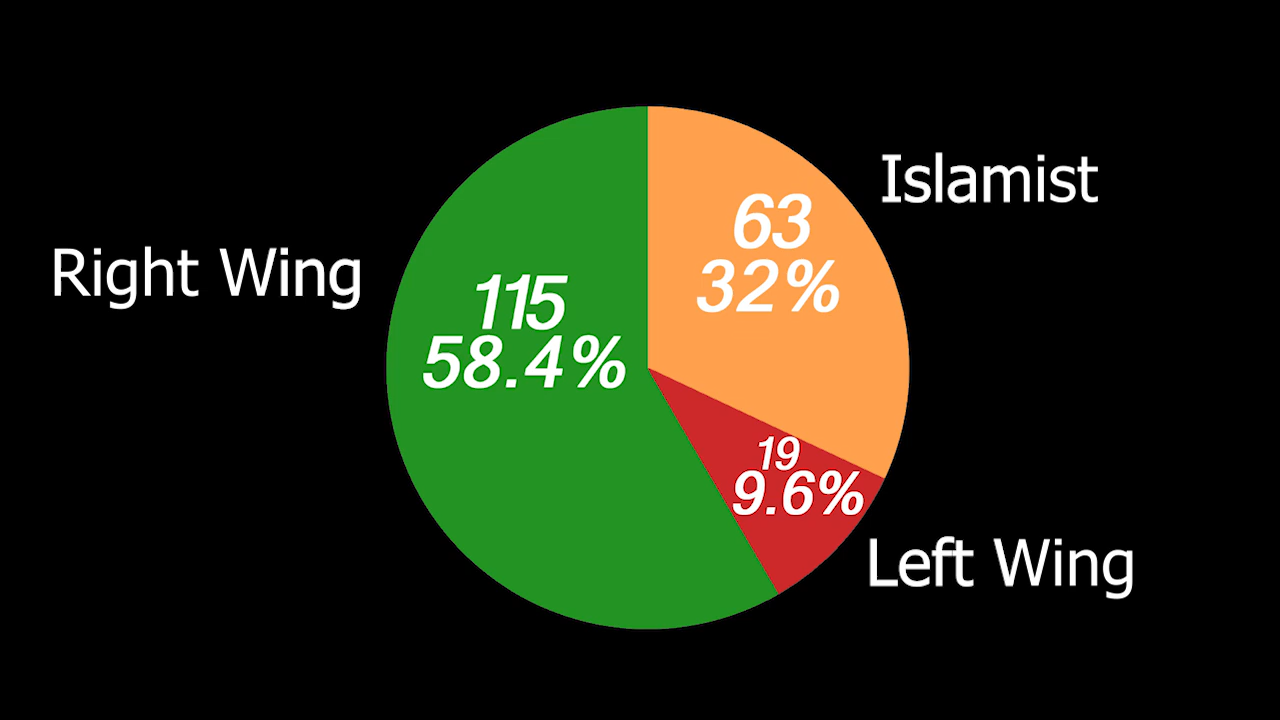 Islamist
63
32%
Right Wing
115
58.4%
19
9.6%
Left Wing